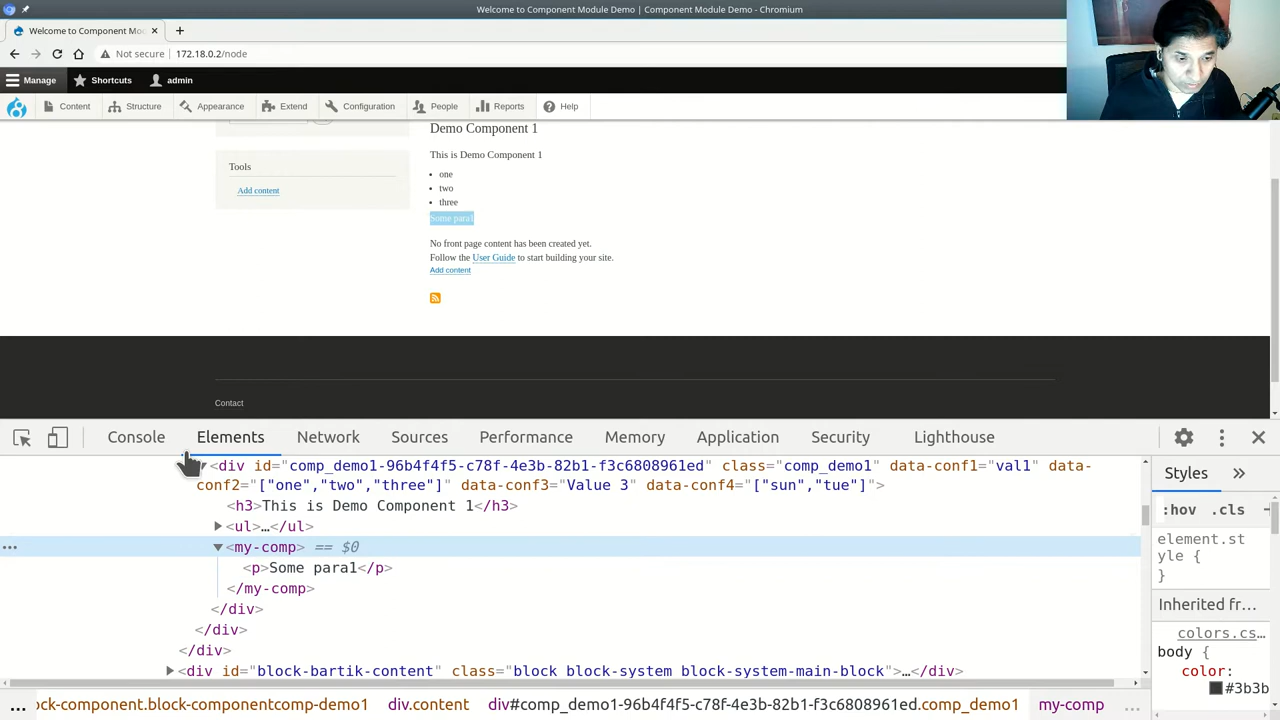 Welcome to Component Module Demo | Component Module Demo - Chromium
Welcome to Component Mo
Not secure | 172.18.0.2/node
Manage Shortcuts admin
Content Structure Appearance Extend Configuration People Reports Help
Demo Component 1
Tools
This is Demo Component 1
Add content
one
two
three
Some para1
No front page content has been created yet.
Follow the User Guide to start building your site.
Add content
Contact
Console Elements Network Sources Performance Memory Application Security Lighthouse
▼<div id="comp_demo1-96b4f4f5-c78f-4e3b-82b1-f3c6808961ed" class="comp_demo1" data-conf1="val1" data-
conf2="["one","two","three"]" data-conf3="Value 3" data-conf4="["sun","tue"]">
<h3>This is Demo Component 1</h3>
▶<ul>…</ul>
▼<my-comp> == $0
<p>Some para1</p>
</my-comp>
</div>
</div>
</div>
▶<div id="block-bartik-content" class="block block-system block-system-main-block">…</div>
Styles »
:hov .cls +
element.st
yle {
}
Inherited fr…
colors.cs…
body {
color:
#3b3b
… ock-component.block-componentcomp-demo1 div.content div#comp_demo1-96b4f4f5-c78f-4e3b-82b1-f3c6808961ed.comp_demo1 my-comp …